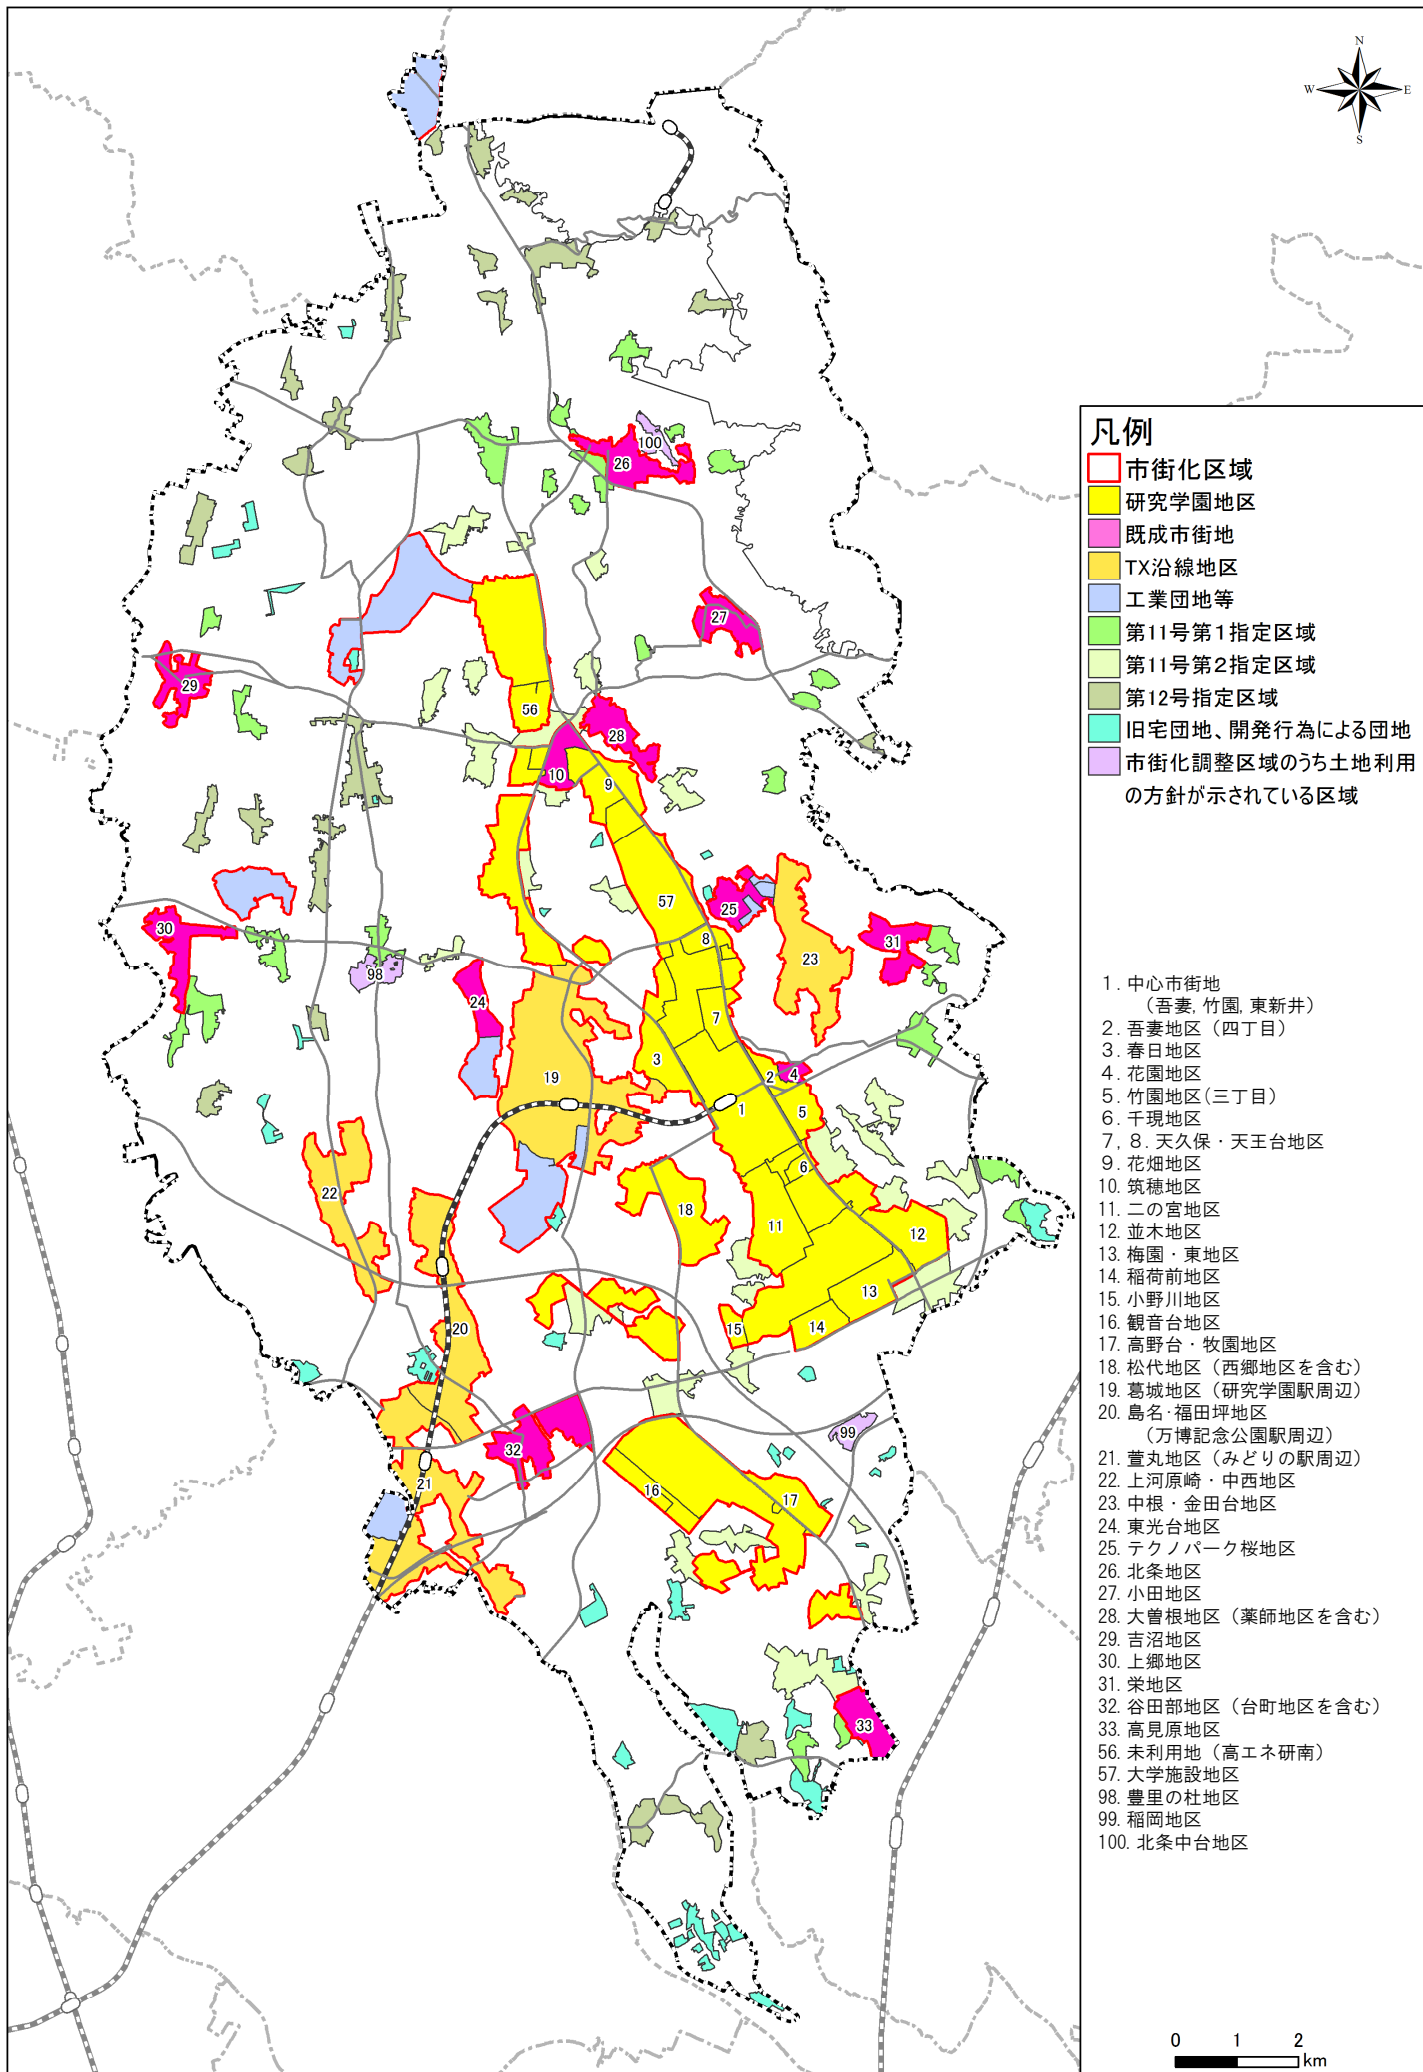 N
W
E
S
凡例
市街化区域
研究学園地区
既成市街地
TX沿線地区
工業団地等
第11号第1指定区域
第11号第2指定区域
第12号指定区域
旧宅団地、開発行為による団地
市街化調整区域のうち土地利用
の方針が示されている区域
1. 中心市街地
（吾妻, 竹園, 東新井）
2. 吾妻地区（四丁目）
3. 春日地区
4. 花園地区
5. 竹園地区(三丁目)
6. 千現地区
7, 8. 天久保・天王台地区
9. 花畑地区
10. 筑穂地区
11. 二の宮地区
12. 並木地区
13. 梅園・東地区
14. 稲荷前地区
15. 小野川地区
16. 観音台地区
17. 高野台・牧園地区
18. 松代地区（西郷地区を含む）
19. 葛城地区（研究学園駅周辺）
20. 島名･福田坪地区
（万博記念公園駅周辺）
21. 萱丸地区（みどりの駅周辺）
22. 上河原崎・中西地区
23. 中根・金田台地区
24. 東光台地区
25. テクノパーク桜地区
26. 北条地区
27. 小田地区
28. 大曽根地区（薬師地区を含む）
29. 吉沼地区
30. 上郷地区
31. 栄地区
32. 谷田部地区（台町地区を含む）
33. 高見原地区
56. 未利用地（高エネ研南）
57. 大学施設地区
98. 豊里の杜地区
99. 稲岡地区
100. 北条中台地区
100
26
27
29
56
28
10
9
57
25
30
8
31
23
98
24
7
3
19
2
4
1
5
6
22
18
11
12
13
20
15
14
99
32
21
16
17
33
0 1 2
km